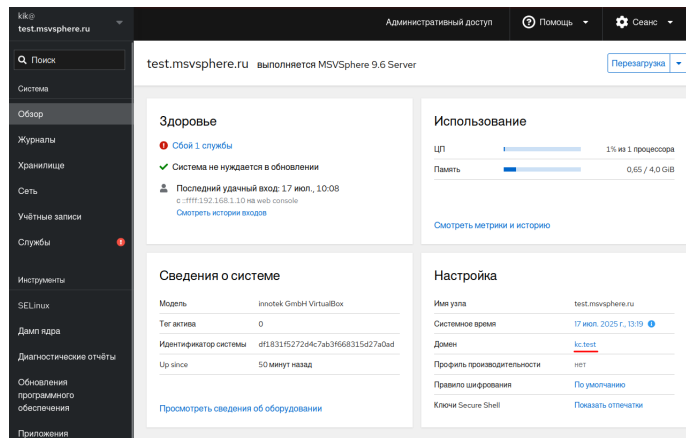 kik@
test.msvsphere.ru
Административный доступ
Помощь
Сеанс
Поиск
Система
Обзор
Журналы
Хранилище
Сеть
Учётные записи
Службы
Инструменты
SELinux
Дамп ядра
Диагностические отчёты
Обновления
программного
обеспечения
Приложения
test.msvsphere.ru выполняется MSVSphere 9.6 Server
Перезагрузка
Здоровье
Сбой 1 службы
Система не нуждается в обновлении
Последний удачный вход: 17 июл., 10:08
с ::ffff:192.168.1.10 на web console
Смотреть истории входов
Использование
ЦП 1% из 1 процессора
Память 0,65 / 4,0 GiB
Смотреть метрики и историю
Сведения о системе
Модель innotek GmbH VirtualBox
Тег актива 0
Идентификатор системы df1831f5272d4c7ab3f668315d27a0ad
Up since 50 минут назад
Просмотреть сведения об оборудовании
Настройка
Имя узла test.msvsphere.ru
Системное время 17 июл. 2025 г., 13:19
Домен kc.test
Профиль производительности нет
Правило шифрования По умолчанию
Ключи Secure Shell Показать отпечатки